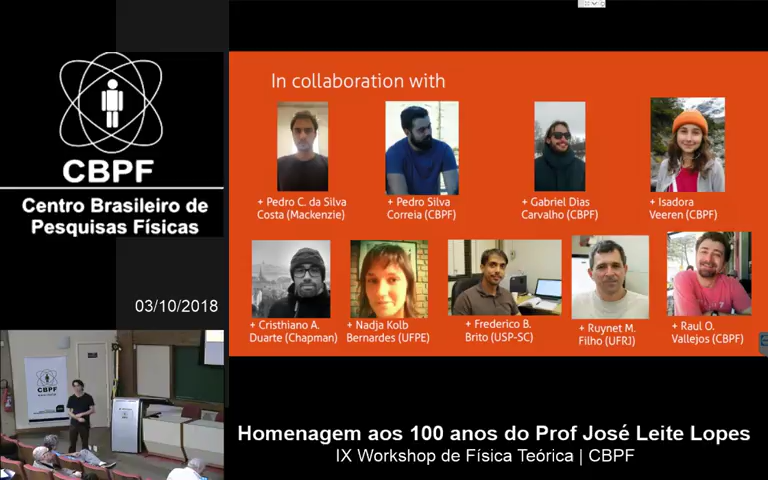 CBPF
Centro Brasileiro de
Pesquisas Físicas
03/10/2018
In collaboration with
+ Pedro C. da Silva
Costa (Mackenzie)
+ Pedro Silva
Correia (CBPF)
+ Gabriel Dias
Carvalho (CBPF)
+ Isadora
Veeren (CBPF)
+ Cristhiano A.
Duarte (Chapman)
+ Nadja Kolb
Bernardes (UFPE)
+ Frederico B.
Brito (USP-SC)
+ Ruynet M.
Filho (UFRJ)
+ Raul O.
Vallejos (CBPF)
CBPF
Homenagem aos 100 anos do Prof José Leite Lopes
IX Workshop de Física Teórica | CBPF